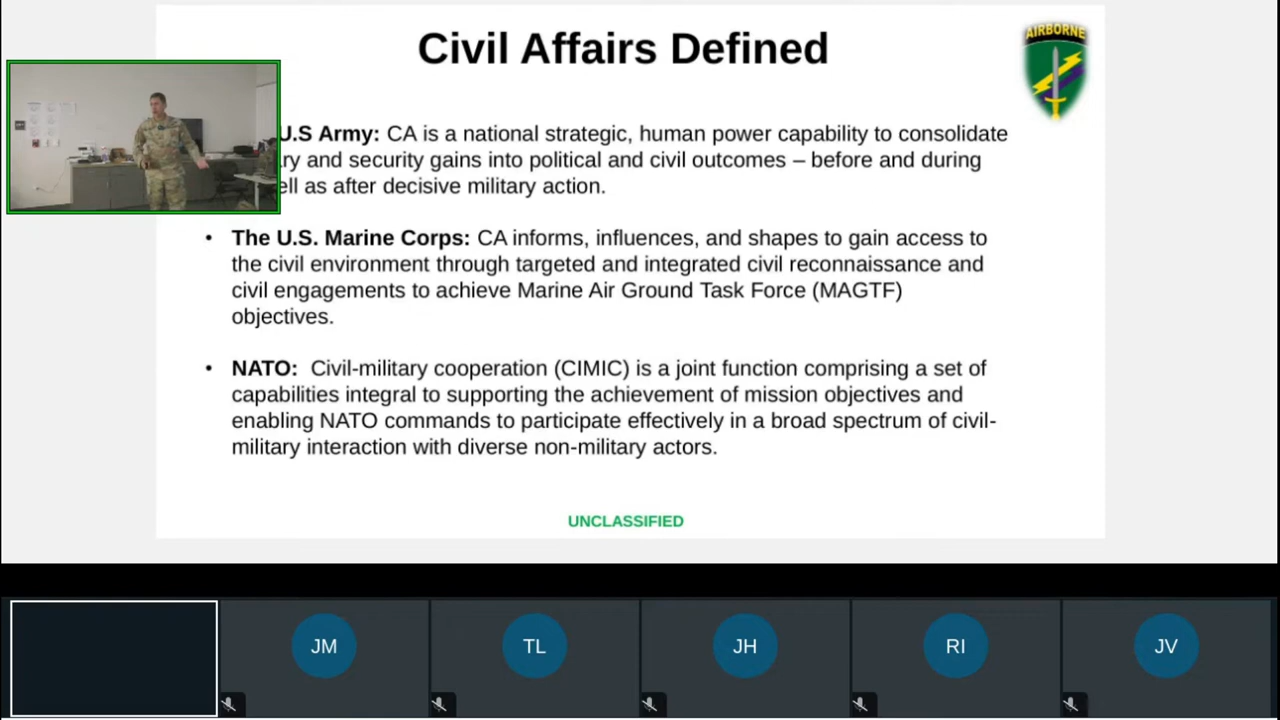 Civil Affairs Defined
AIRBORNE
U.S Army: CA is a national strategic, human power capability to consolidate
and security gains into political and civil outcomes – before and during
as after decisive military action.
• The U.S. Marine Corps: CA informs, influences, and shapes to gain access to
the civil environment through targeted and integrated civil reconnaissance and
civil engagements to achieve Marine Air Ground Task Force (MAGTF)
objectives.
• NATO: Civil-military cooperation (CIMIC) is a joint function comprising a set of
capabilities integral to supporting the achievement of mission objectives and
enabling NATO commands to participate effectively in a broad spectrum of civil-
military interaction with diverse non-military actors.
UNCLASSIFIED
JM
TL
JH
RI
JV